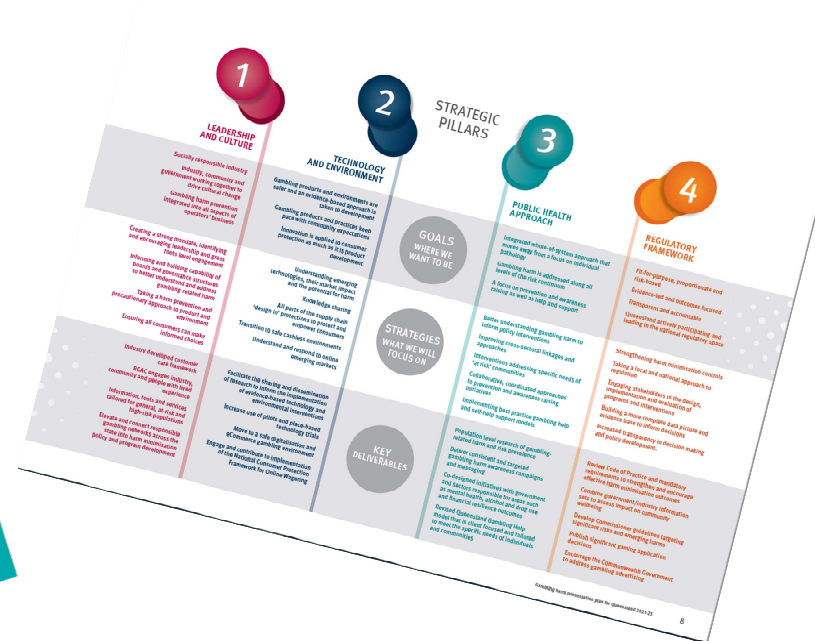 STRATEGIC
PILLARS
1
LEADERSHIP
AND CULTURE
Socially responsible industry
Industry, community and
government working together to
drive cultural change
Gambling harm prevention
integrated into all aspects of
operators' business
Creating a strong mandate, identifying
and encouraging leadership and grass
roots level engagement
Informing and building capability of
boards and governance structures
to better understand and address
gambling related harm
Taking a harm prevention and
precautionary approach to product and
environment
Ensuring all customers can make
informed choices
Industry developed customer
care framework
RGAC engages industry,
community and people with lived
experience
Information, tools and services
tailored for general, at-risk and
high-risk populations
Elevate and connect responsible
gambling networks across the
state into harm minimisation
policy and program development
2
TECHNOLOGY
AND ENVIRONMENT
Gambling products and environments are
safer and an evidence-based approach is
taken to development
Gambling products and practices keep
pace with community expectations
Innovation is applied to consumer
protection as much as it is product
development
Understanding emerging
technologies, their market impact
and the potential for harm
Knowledge sharing
All parts of the supply chain
'design in' protections to protect and
empower consumers
Transition to safe cashless environments
Understand and respond to online
emerging markets
Facilitate the sharing and dissemination
of research to inform the implementation
of evidence-based technology and
environmental interventions
Increase use of pilots and place-based
technology trials
Move to a safe digitalisation and
eCommerce gambling environment
Engage and contribute to implementation
of the National Consumer Protection
Framework for Online Wagering
GOALS
WHERE WE
WANT TO BE
STRATEGIES
WHAT WE WILL
FOCUS ON
KEY
DELIVERABLES
3
PUBLIC HEALTH
APPROACH
Integrated whole-of-system approach that
moves away from a focus on individual
pathology
Gambling harm is addressed along all
levels of the risk continuum
A focus on prevention and awareness
raising as well as help and support
Better understanding gambling harm to
inform policy interventions
Improving cross-sectoral linkages and
approaches
Interventions addressing specific needs of
'at risk' communities
Collaborative, coordinated approaches
to prevention and awareness raising
initiatives
Implementing best practice gambling help
and self-help support models
Population level research of gambling-
related harm and risk prevalence
Deliver consistent and targeted
gambling harm awareness campaigns
and messaging
Co-designed initiatives with government
and sectors responsible for areas such
as mental health, alcohol and drug use
and financial resilience outcomes
Revised Queensland Gambling Help
model that is client focused and tailored
to meet the specific needs of individuals
and communities
4
REGULATORY
FRAMEWORK
Fit-for-purpose, proportionate and
risk-based
Evidence-led and outcomes focused
Transparent and accountable
Queensland actively participating and
leading in the national regulatory space
Strengthening harm minimisation controls
Taking a local and national approach to
regulation
Engaging stakeholders in the design,
implementation and evaluation of
programs and interventions
Building a more complete data picture and
evidence base to inform decisions
Increased transparency in decision making
and policy development.
Review Code of Practice and mandatory
requirements to strengthen and encourage
effective harm minimisation outcomes
Combine government/industry information
sets to assess impact on community
wellbeing
Develop Commissioner guidelines targeting
significant risks and emerging harms
Publish significant gaming application
decisions
Encourage the Commonwealth Government
to address gambling advertising
Gambling harm minimisation plan for Queensland 2021-25
8